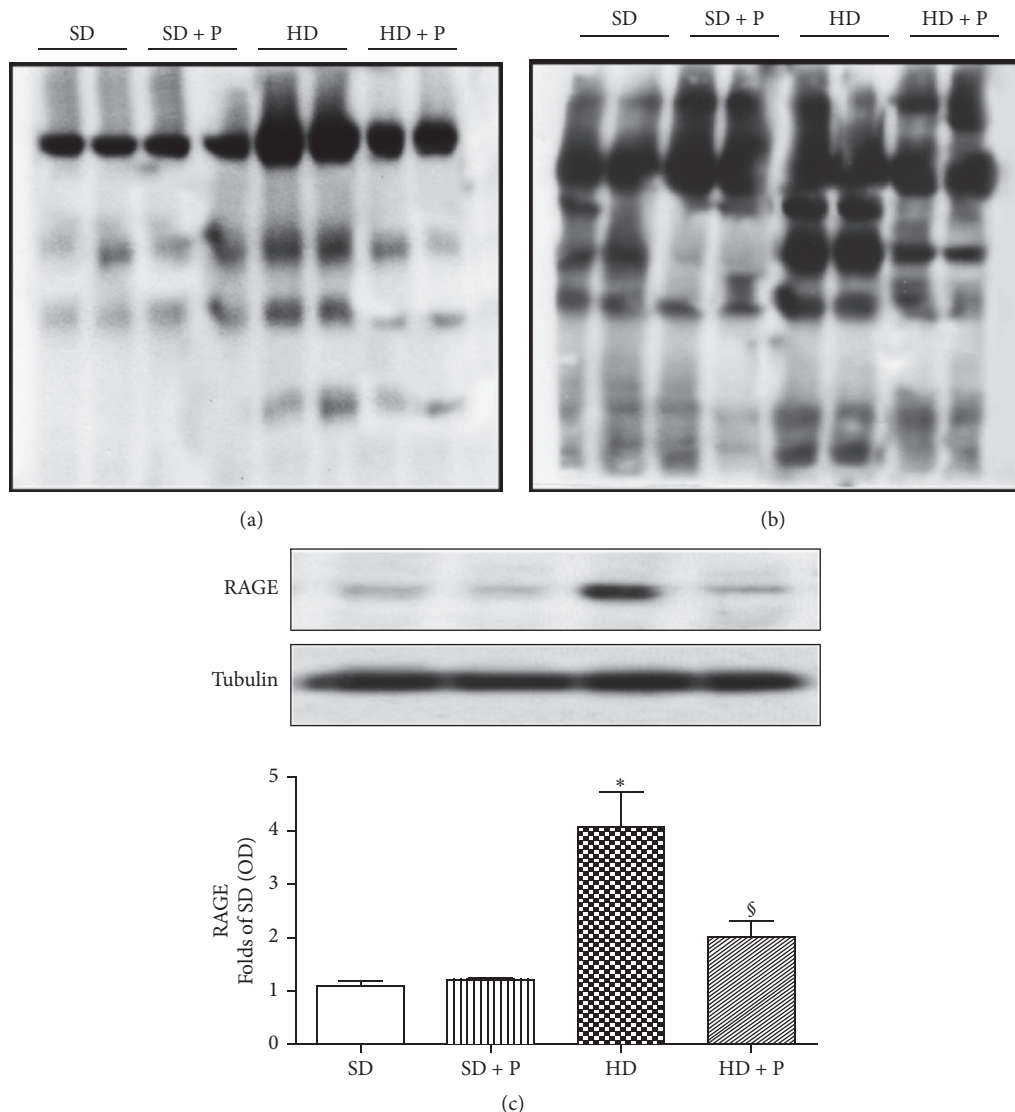 SD SD + P HD HD + P
SD SD + P HD HD + P
(a)
(b)
RAGE
Tubulin
RAGE
Folds of SD (OD)
5
4
3
2
1
0
*
§
SD SD + P HD HD + P
(c)